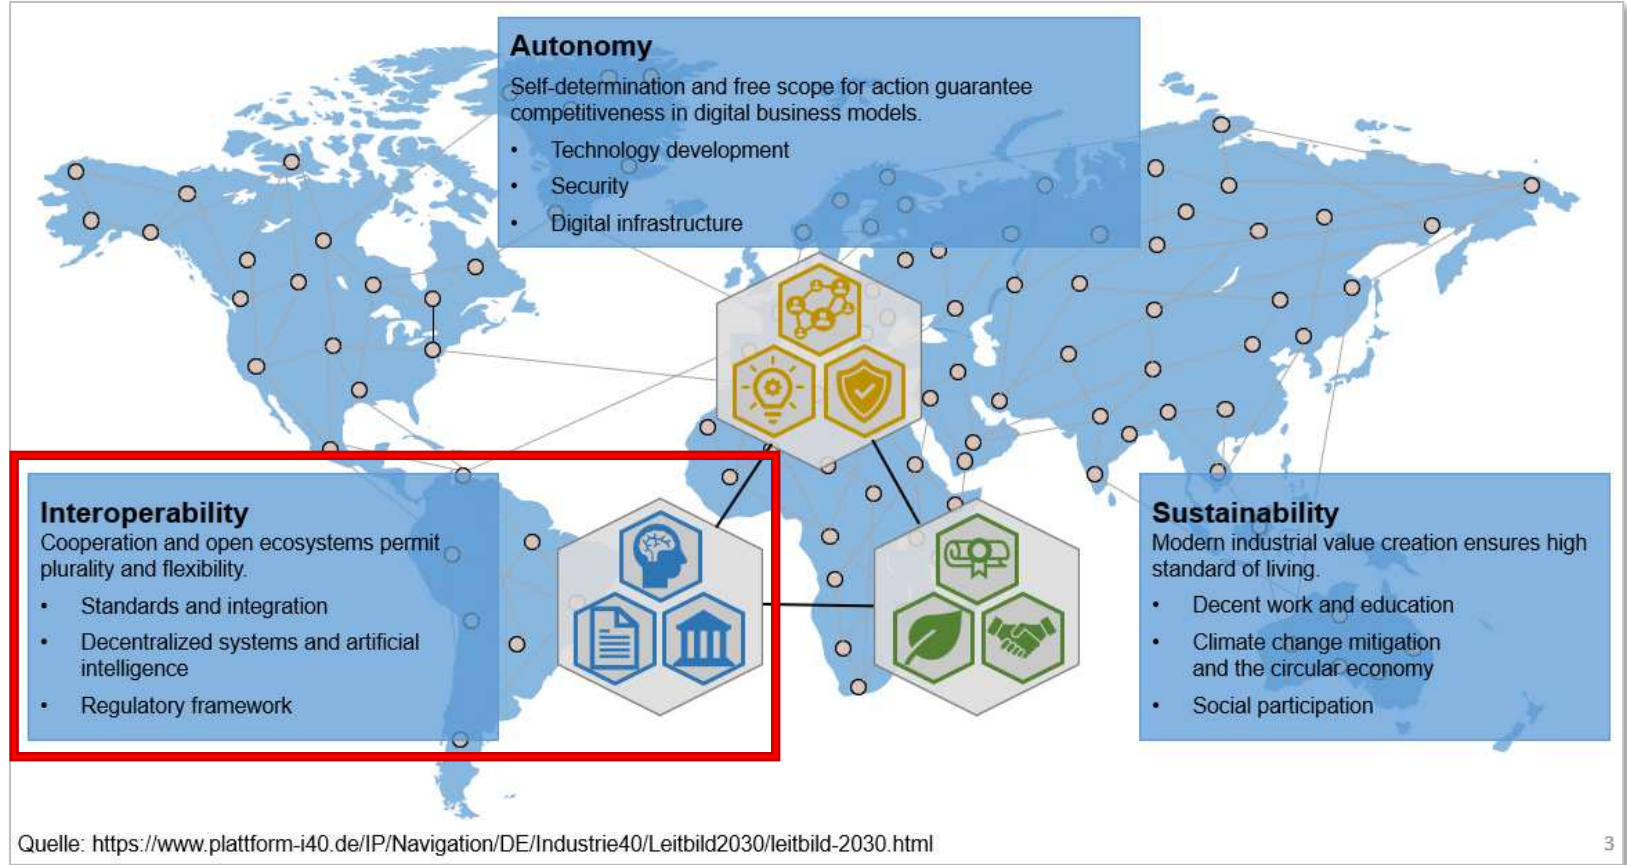 Autonomy
Self-determination and free scope for action guarantee
competitiveness in digital business models.
• Technology development
• Security
• Digital infrastructure
Interoperability
Cooperation and open ecosystems permit
plurality and flexibility.
• Standards and integration
• Decentralized systems and artificial
intelligence
• Regulatory framework
Sustainability
Modern industrial value creation ensures high
standard of living.
• Decent work and education
• Climate change mitigation
and the circular economy
• Social participation
Quelle: https://www.plattform-i40.de/IP/Navigation/DE/Industrie40/Leitbild2030/leitbild-2030.html
3